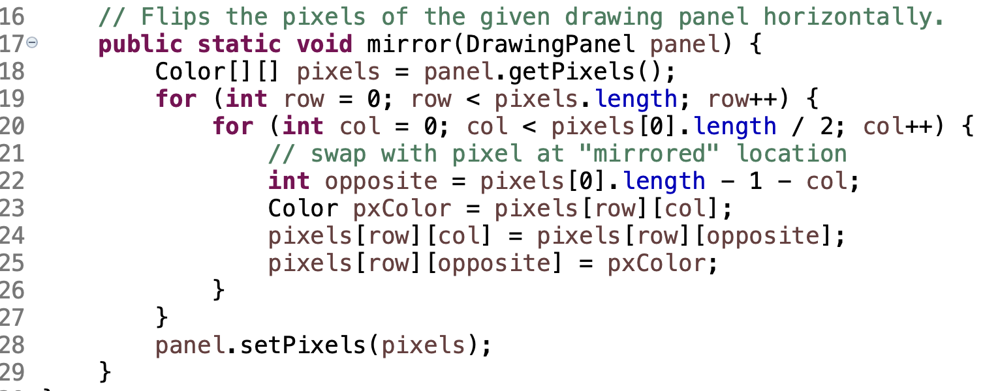 16 // Flips the pixels of the given drawing panel horizontally.
17 public static void mirror(DrawingPanel panel) {
18 Color[][] pixels = panel.getPixels();
19 for (int row = 0; row < pixels.length; row++) {
20 for (int col = 0; col < pixels[0].length / 2; col++) {
21 // swap with pixel at "mirrored" location
22 int opposite = pixels[0].length - 1 - col;
23 Color pxColor = pixels[row][col];
24 pixels[row][col] = pixels[row][opposite];
25 pixels[row][opposite] = pxColor;
26 }
27 }
28 panel.setPixels(pixels);
29 }